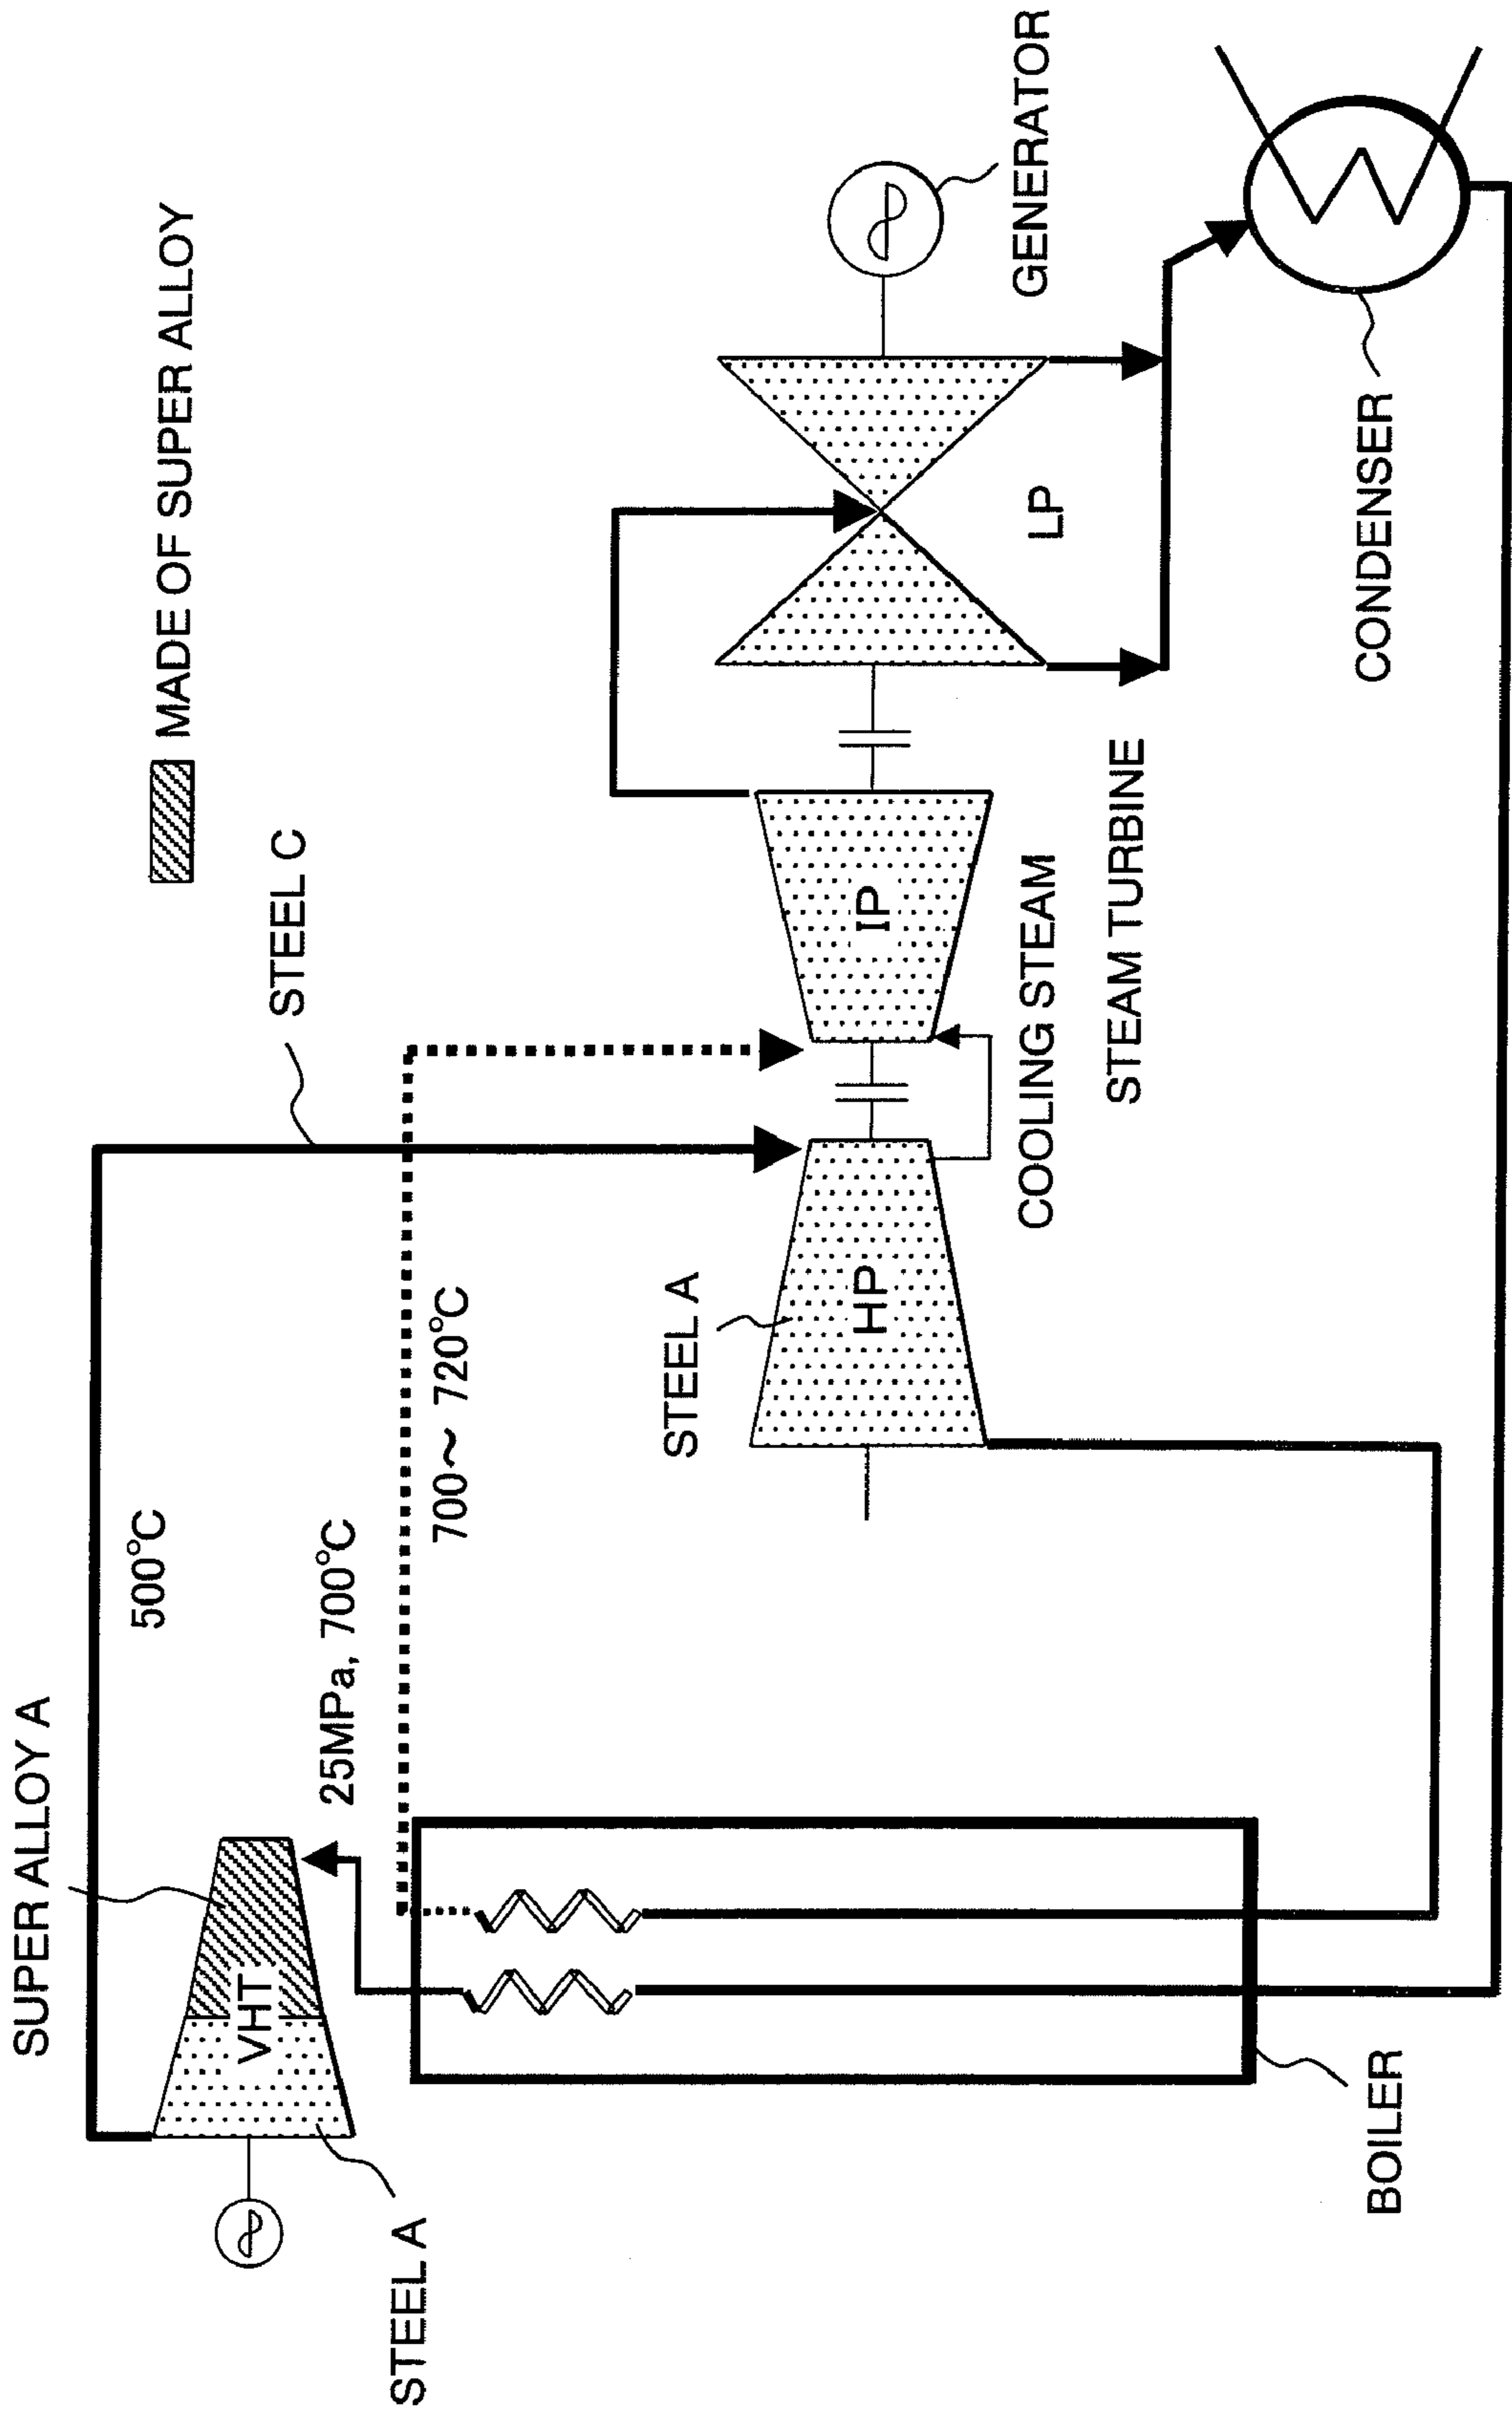 MADE OF SUPER ALLOY
SUPER ALLOY A
500℃
STEEL C
VHT
25MPa, 700℃
STEEL A
700~ 720℃
STEEL A
HP
IP
COOLING STEAM
STEAM TURBINE
LP
GENERATOR
BOILER
CONDENSER